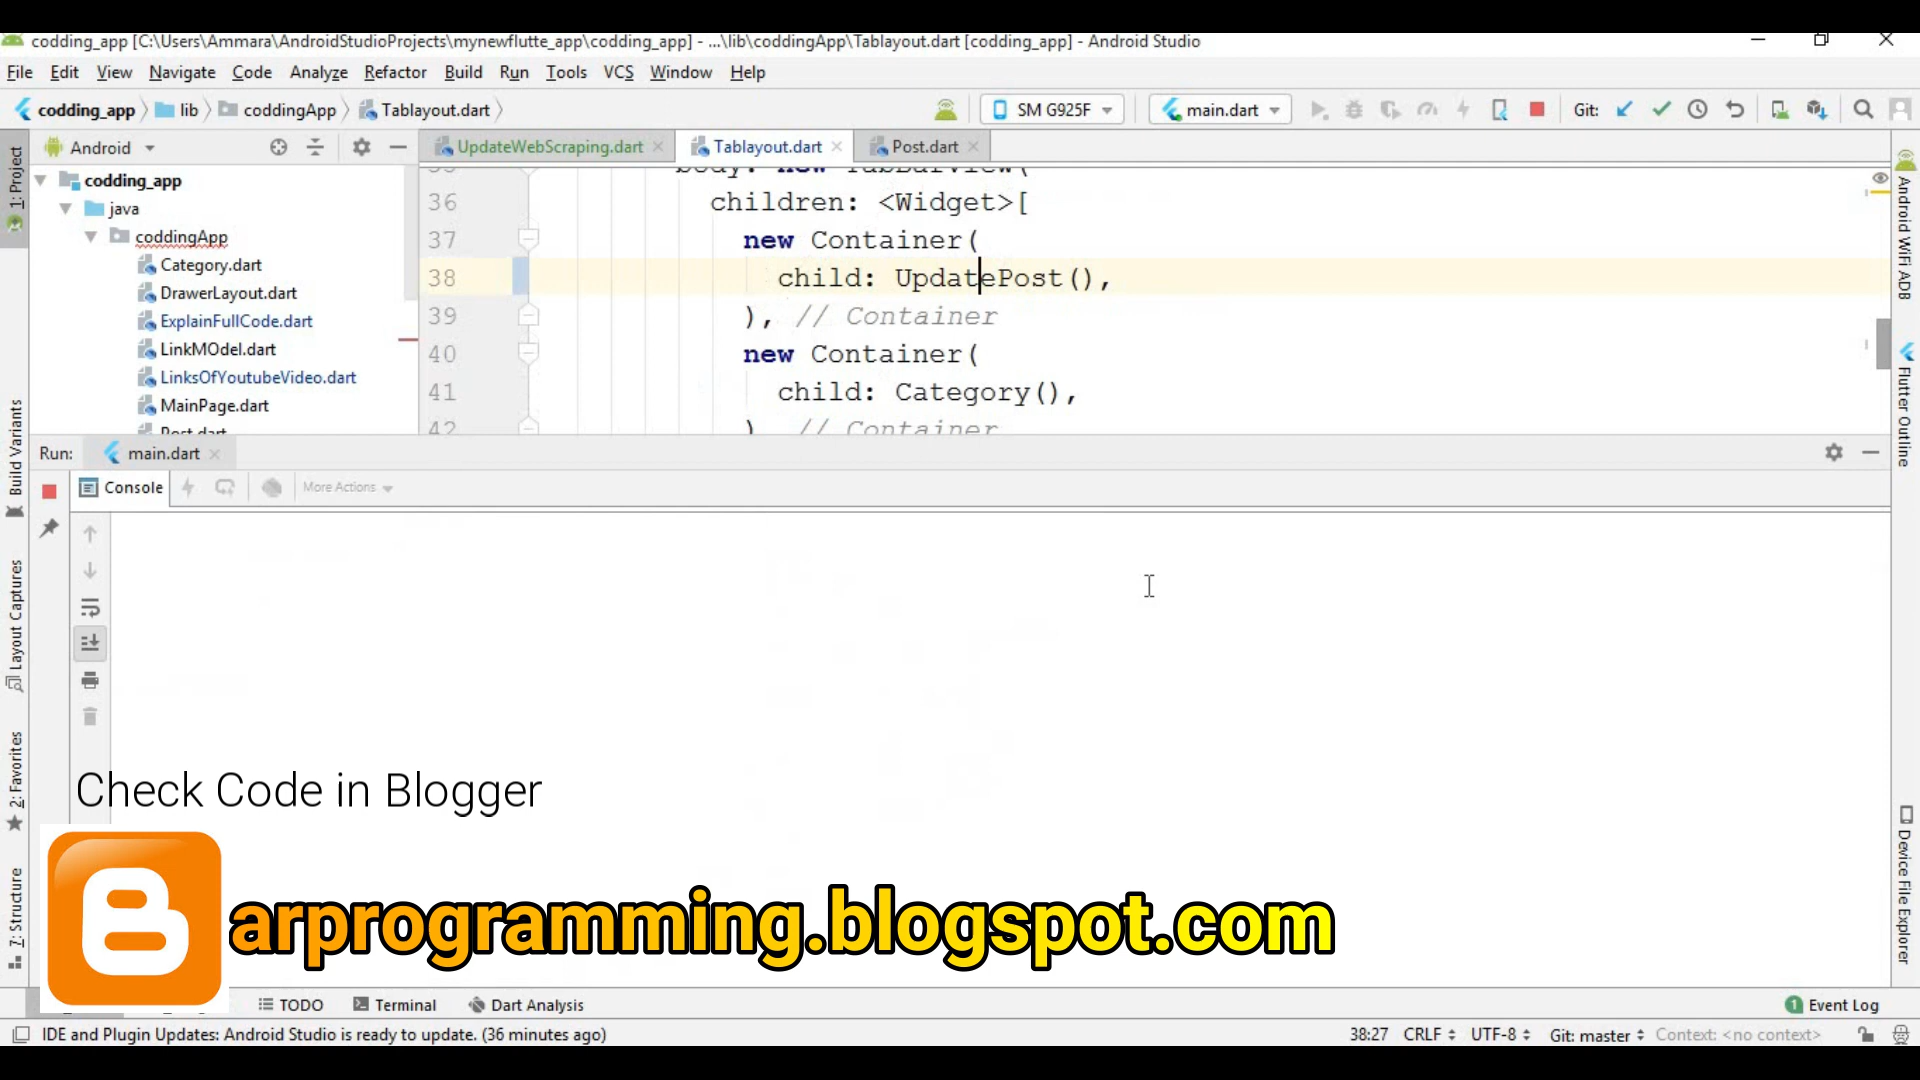 codding_app [C:\Users\Ammara\AndroidStudioProjects\mynewflutte_app\codding_app] - ...\lib\coddingApp\Tablayout.dart [codding_app] - Android Studio
File Edit View Navigate Code Analyze Refactor Build Run Tools VCS Window Help
codding_app lib coddingApp Tablayout.dart SM G925F main.dart Git:
Android UpdateWebScraping.dart Tablayout.dart Post.dart
codding_app
java
coddingApp
Category.dart
DrawerLayout.dart
ExplainFullCode.dart
LinkMOdel.dart
LinksOfYoutubeVideo.dart
MainPage.dart
Post.dart
body: new TabBarView(
36 children: <Widget>[
37 new Container(
38 child: UpdatePost(),
39 ), // Container
40 new Container(
41 child: Category(),
42 ) // Container
Run: main.dart
Console More Actions
1: Project
Build Variants
Layout Captures
2: Favorites
7: Structure
Android WiFi ADB
Flutter Outline
Device File Explorer
Check Code in Blogger
arprogramming.blogspot.com
TODO Terminal Dart Analysis 1 Event Log
IDE and Plugin Updates: Android Studio is ready to update. (36 minutes ago) 38:27 CRLF UTF-8 Git: master Context: <no context>